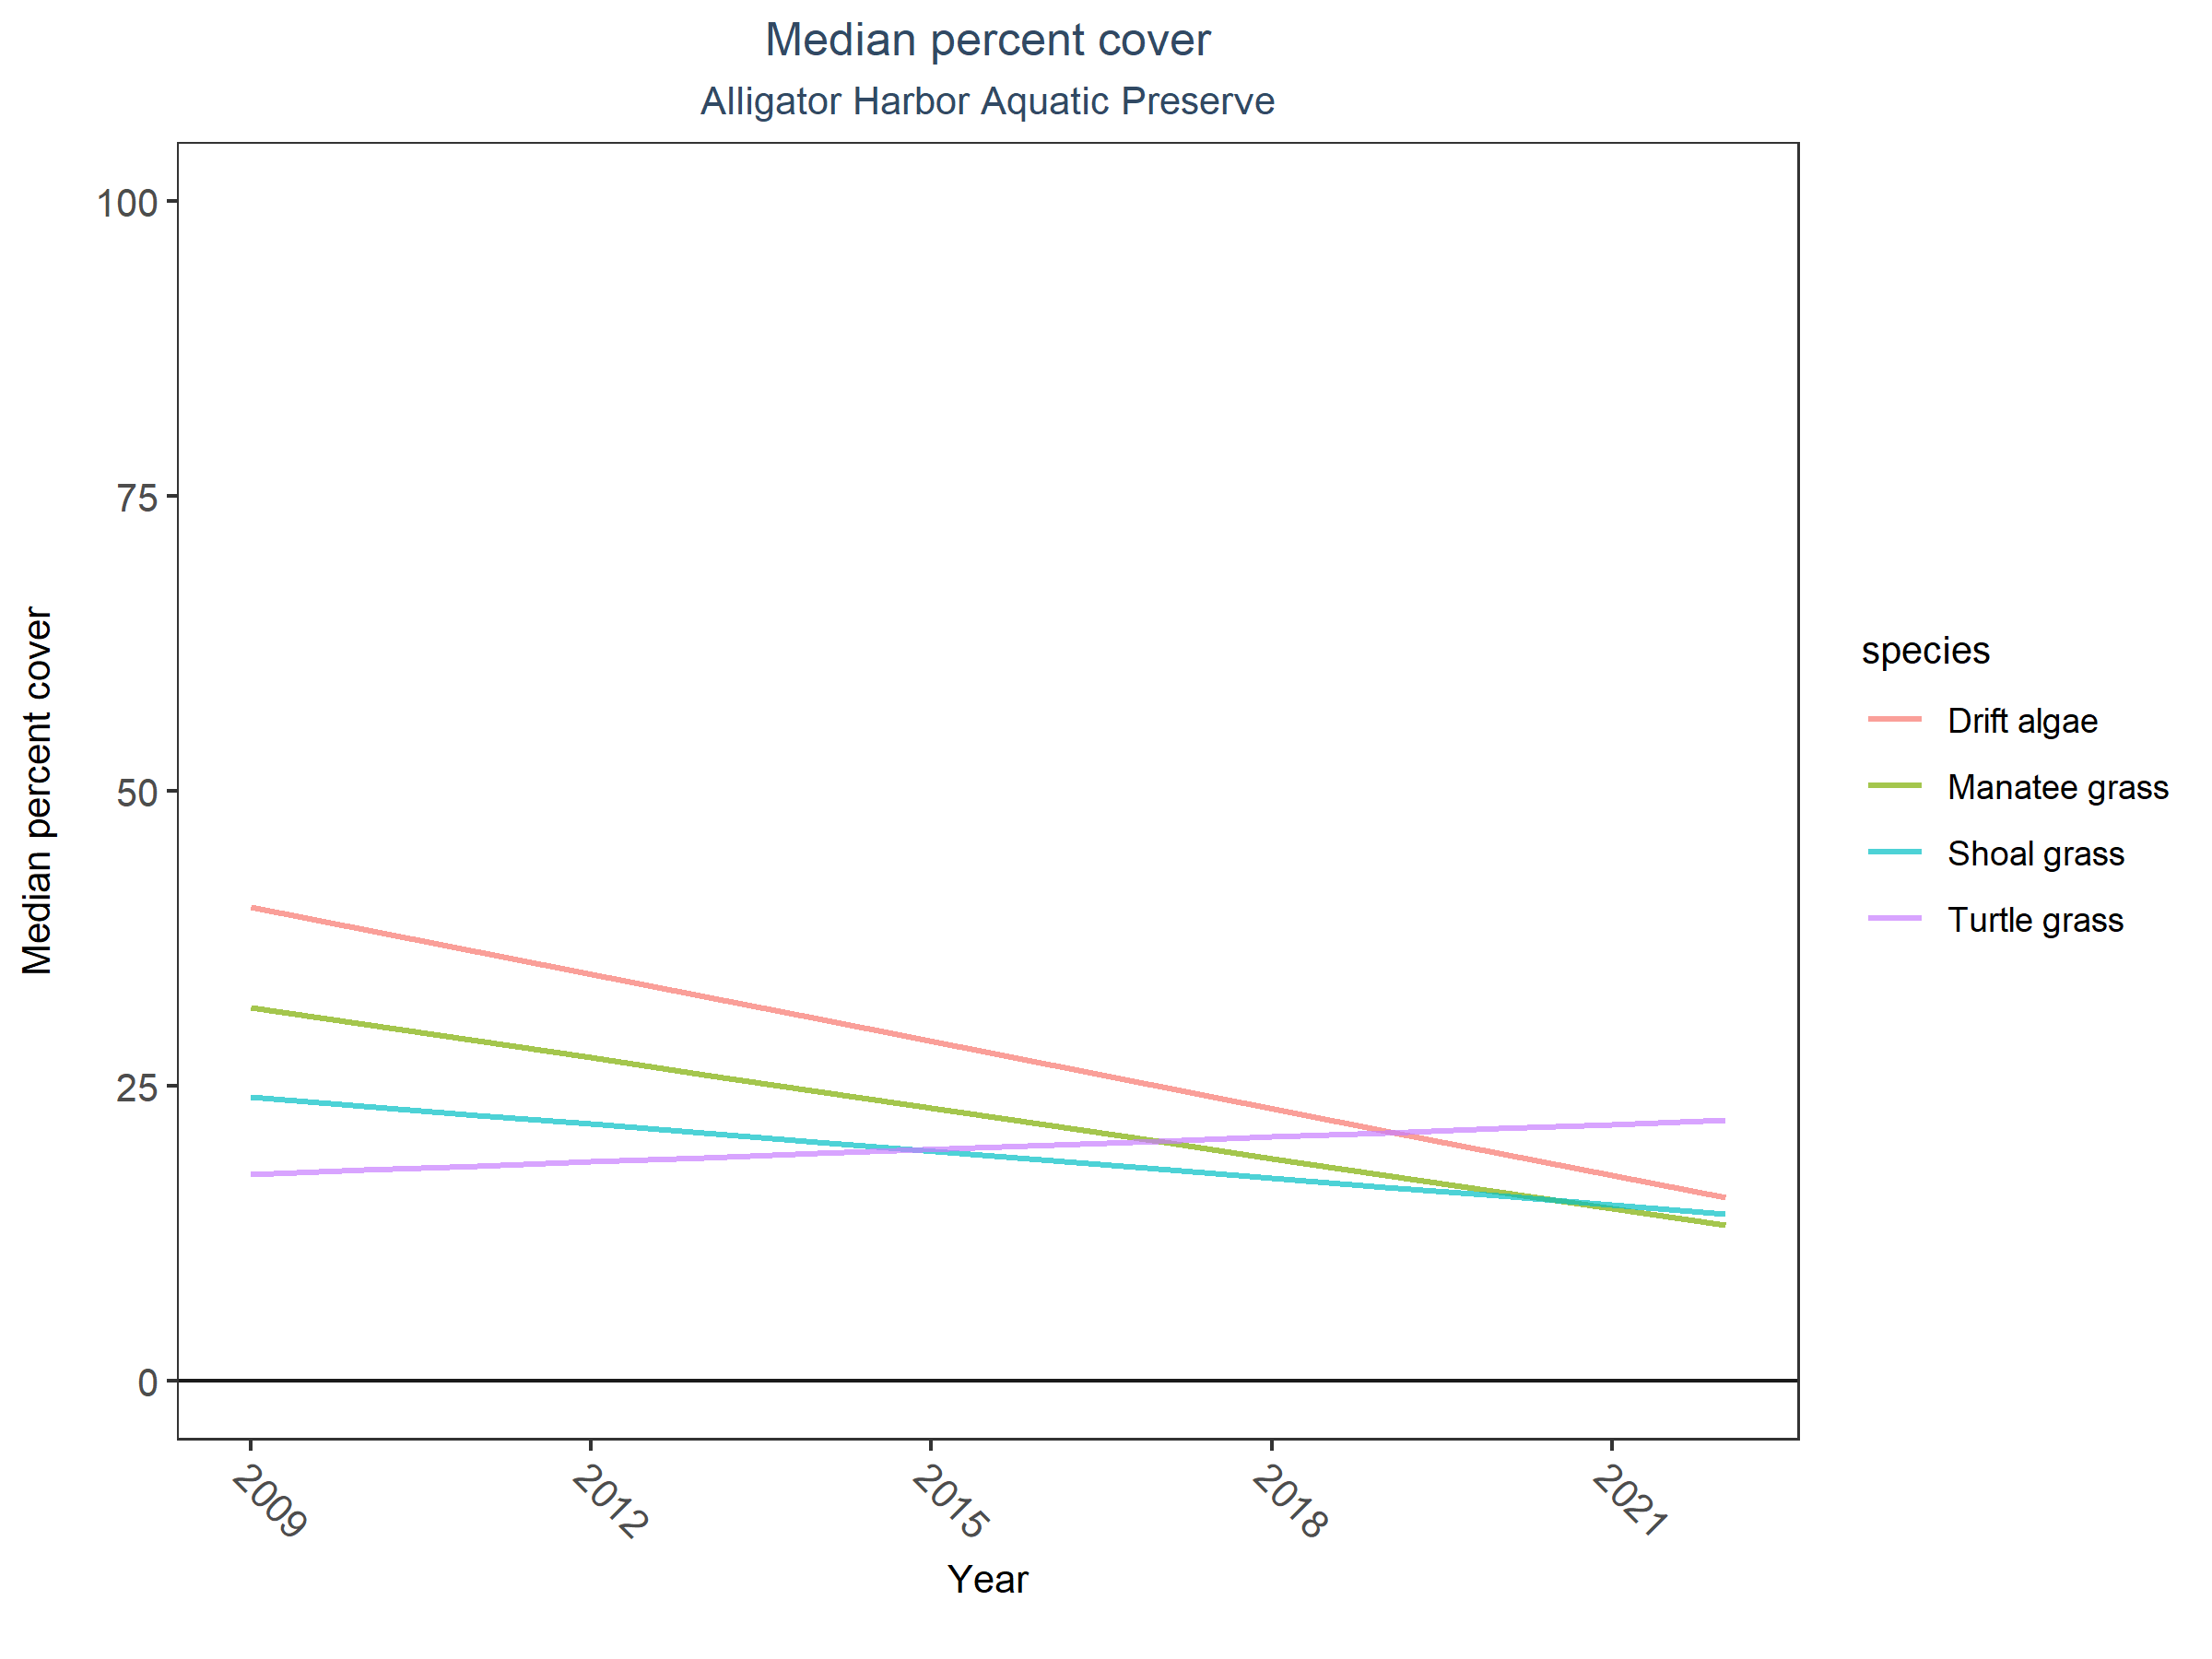 Median percent cover
Alligator Harbor Aquatic Preserve
Median percent cover
100
75
50
25
0
2009
2012
2015
2018
2021
Year
species
Drift algae
Manatee grass
Shoal grass
Turtle grass